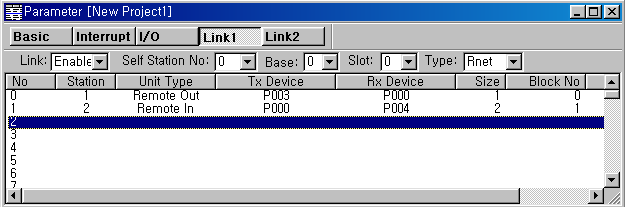 Parameter [New Project1]
Basic Interrupt I/O Link1 Link2
Link: Enable Self Station No: 0 Base: 0 Slot: 0 Type: Rnet
No Station Unit Type Tx Device Rx Device Size Block No
0 1 Remote Out P003 P000 1 0
1 2 Remote In P000 P004 2 1
2
3
4
5
6
7